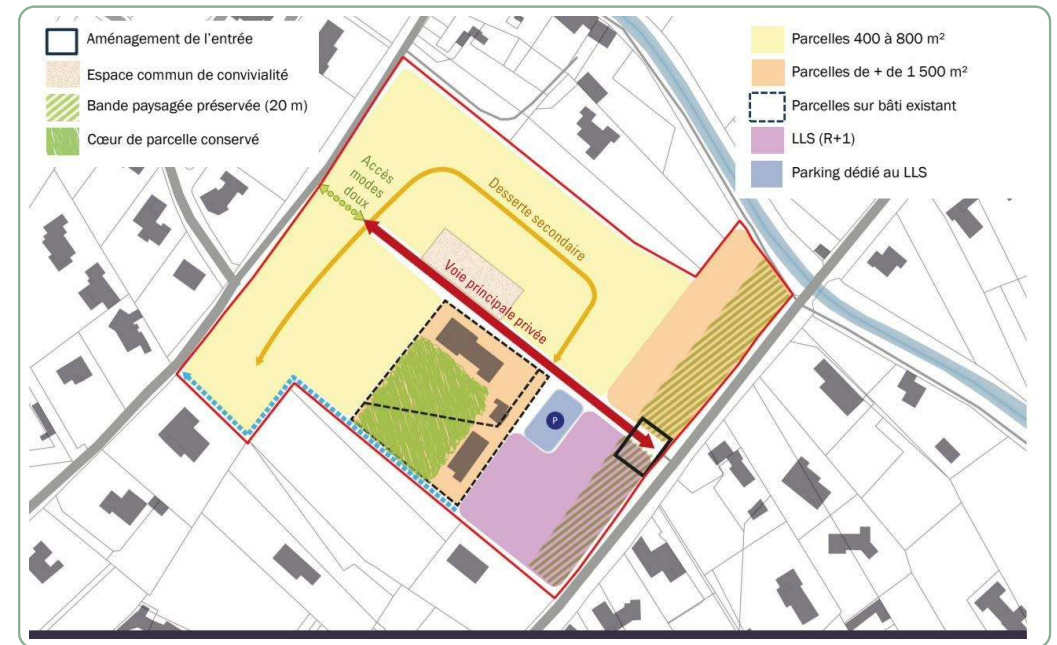 Aménagement de l'entrée
Espace commun de convivialité
Bande paysagée préservée (20 m)
Cœur de parcelle conservé
Parcelles 400 à 800 m²
Parcelles de + de 1 500 m²
Parcelles sur bâti existant
LLS (R+1)
Parking dédié au LLS
Accès
modes
doux
Desserte secondaire
Voie principale privée
P